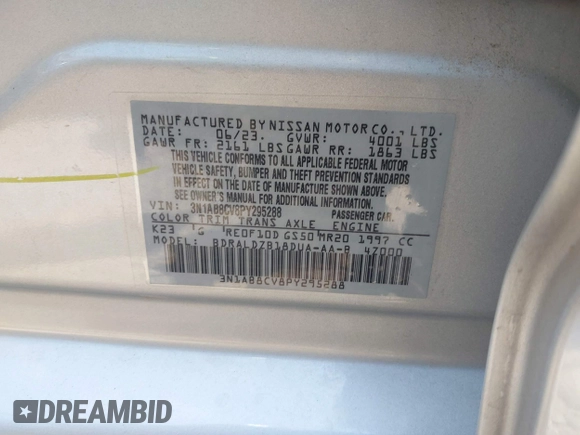 MANUFACTURED BY NISSAN MOTOR CO., LTD.
DATE: 06/23. GVWR: 4001 LBS
GAWR FR: 2161 LBS GAWR RR: 1863 LBS
THIS VEHICLE CONFORMS TO ALL APPLICABLE FEDERAL MOTOR
VEHICLE SAFETY, BUMPER AND THEFT PREVENTION STANDARDS
IN EFFECT ON THE DATE OF MANUFACTURE SHOWN ABOVE.
SEE OWNER'S MANUAL FOR ADDITIONAL INFORMATION.
VIN: 3N1AB8CV8PY295288 PASSENGER CAR.
COLOR TRIM TRANS AXLE ENGINE
K23 G RE0F10D GS50 MR20 1997 CC
MODEL: BDRALDZB18DUA-AA-B 47000
3N1AB8CV8PY295288
DREAMBID